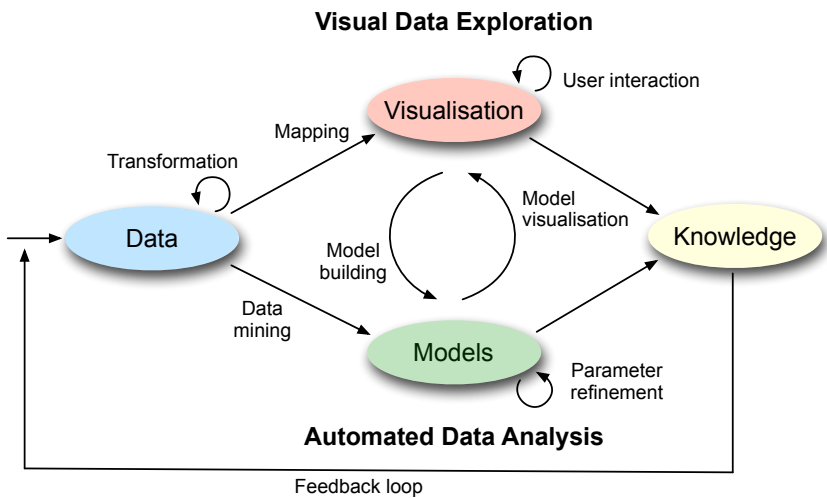 Visual Data Exploration
User interaction
Visualisation
Mapping
Transformation
Model
visualisation
Data
Knowledge
Model
building
Data
mining
Models
Parameter
refinement
Automated Data Analysis
Feedback loop